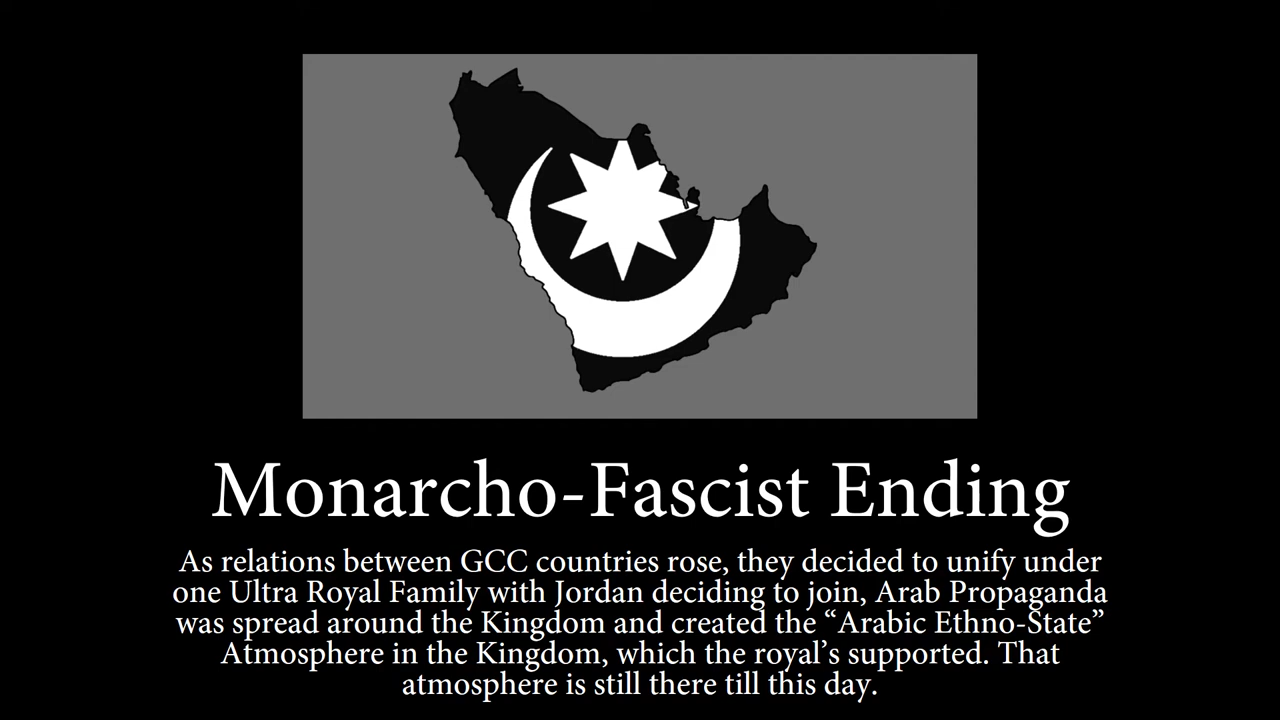 Monarcho-Fascist Ending
As relations between GCC countries rose, they decided to unify under
one Ultra Royal Family with Jordan deciding to join, Arab Propaganda
was spread around the Kingdom and created the “Arabic Ethno-State”
Atmosphere in the Kingdom, which the royal’s supported. That
atmosphere is still there till this day.